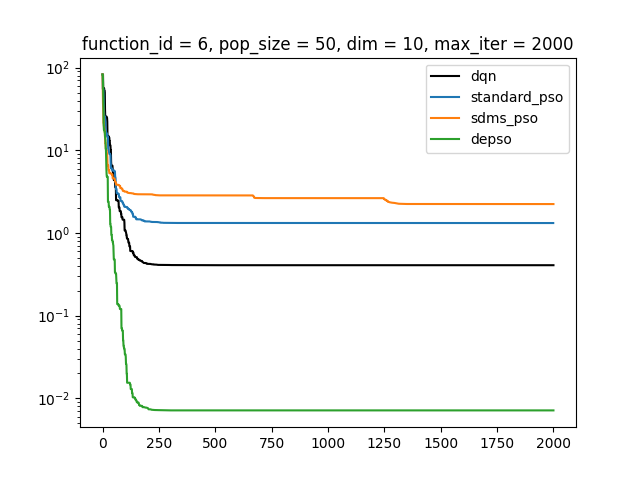 function_id = 6, pop_size = 50, dim = 10, max_iter = 2000
dqn
standard_pso
sdms_pso
depso
10²
10¹
10⁰
10⁻¹
10⁻²
0 250 500 750 1000 1250 1500 1750 2000